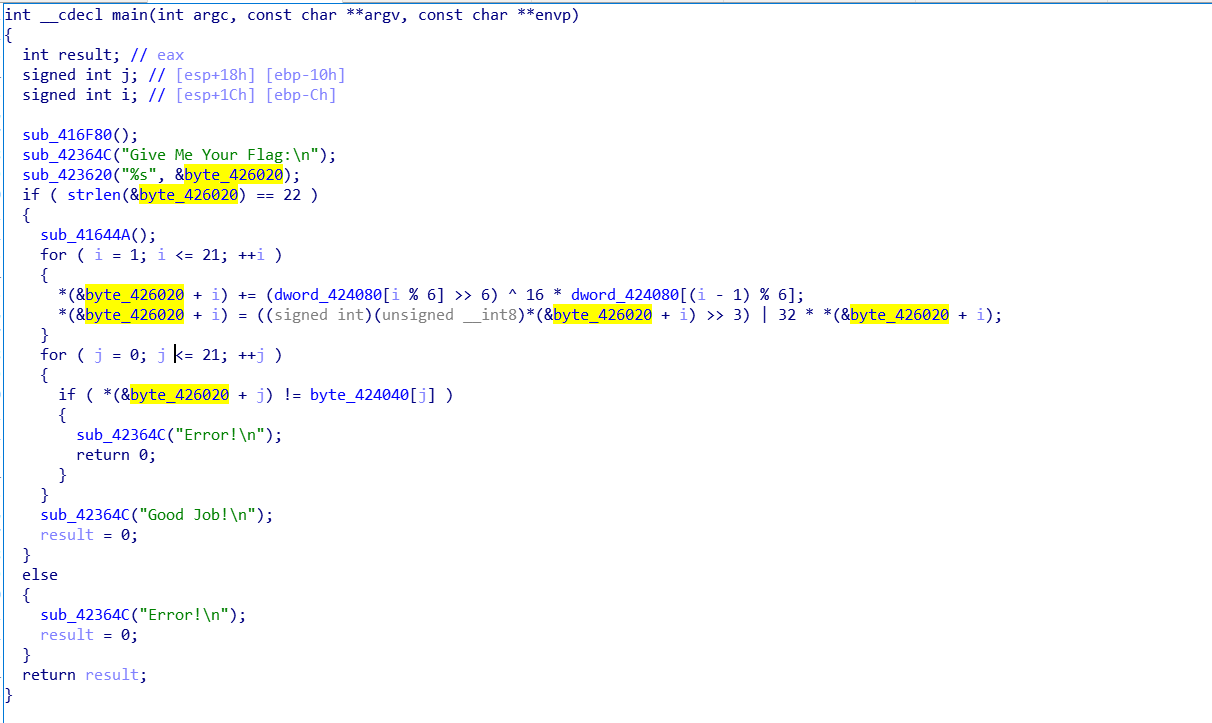 int __cdecl main(int argc, const char **argv, const char **envp)
{
  int result; // eax
  signed int j; // [esp+18h] [ebp-10h]
  signed int i; // [esp+1Ch] [ebp-Ch]

  sub_416F80();
  sub_42364C("Give Me Your Flag:\n");
  sub_423620("%s", &byte_426020);
  if ( strlen(&byte_426020) == 22 )
  {
    sub_41644A();
    for ( i = 1; i <= 21; ++i )
    {
      *(&byte_426020 + i) += (dword_424080[i % 6] >> 6) ^ 16 * dword_424080[(i - 1) % 6];
      *(&byte_426020 + i) = ((signed int)(unsigned __int8)*(&byte_426020 + i) >> 3) | 32 * *(&byte_426020 + i);
    }
    for ( j = 0; j <= 21; ++j )
    {
      if ( *(&byte_426020 + j) != byte_424040[j] )
      {
        sub_42364C("Error!\n");
        return 0;
      }
    }
    sub_42364C("Good Job!\n");
    result = 0;
  }
  else
  {
    sub_42364C("Error!\n");
    result = 0;
  }
  return result;
}